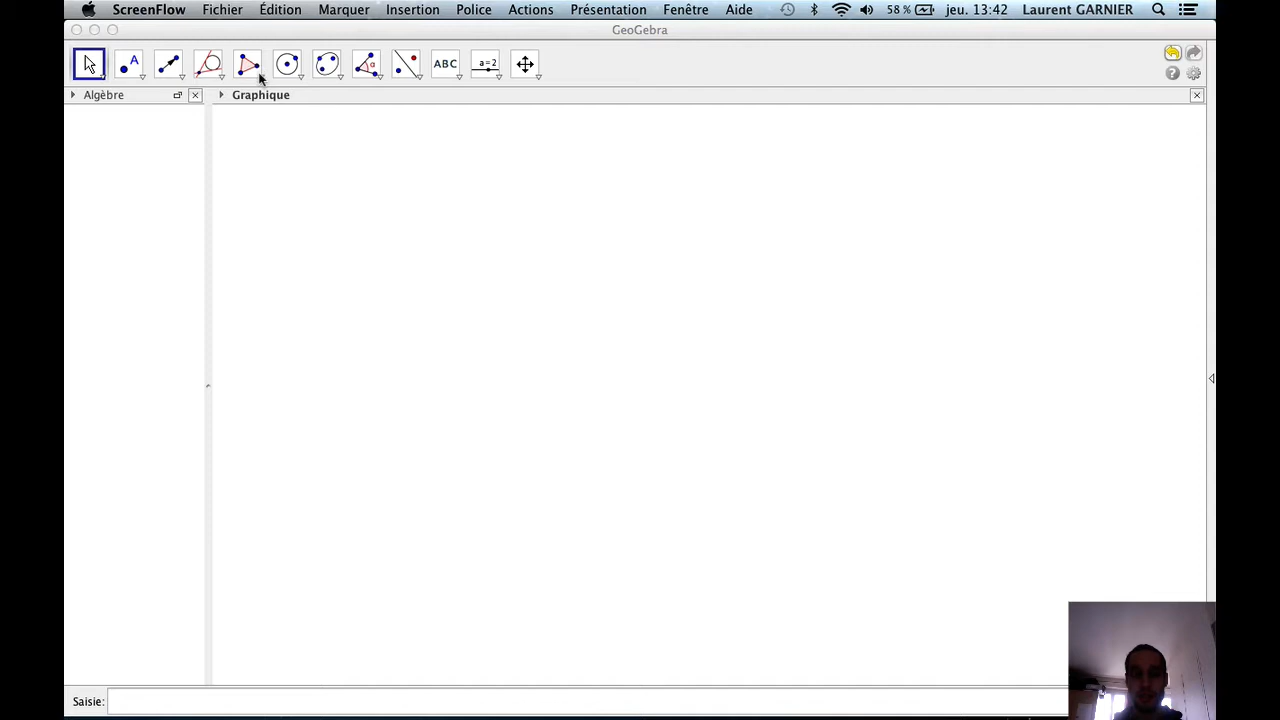 ScreenFlow Fichier Édition Marquer Insertion Police Actions Présentation Fenêtre Aide 58 % jeu. 13:42 Laurent GARNIER
GeoGebra
A α ABC a=2
?
Algèbre Graphique
Saisie: